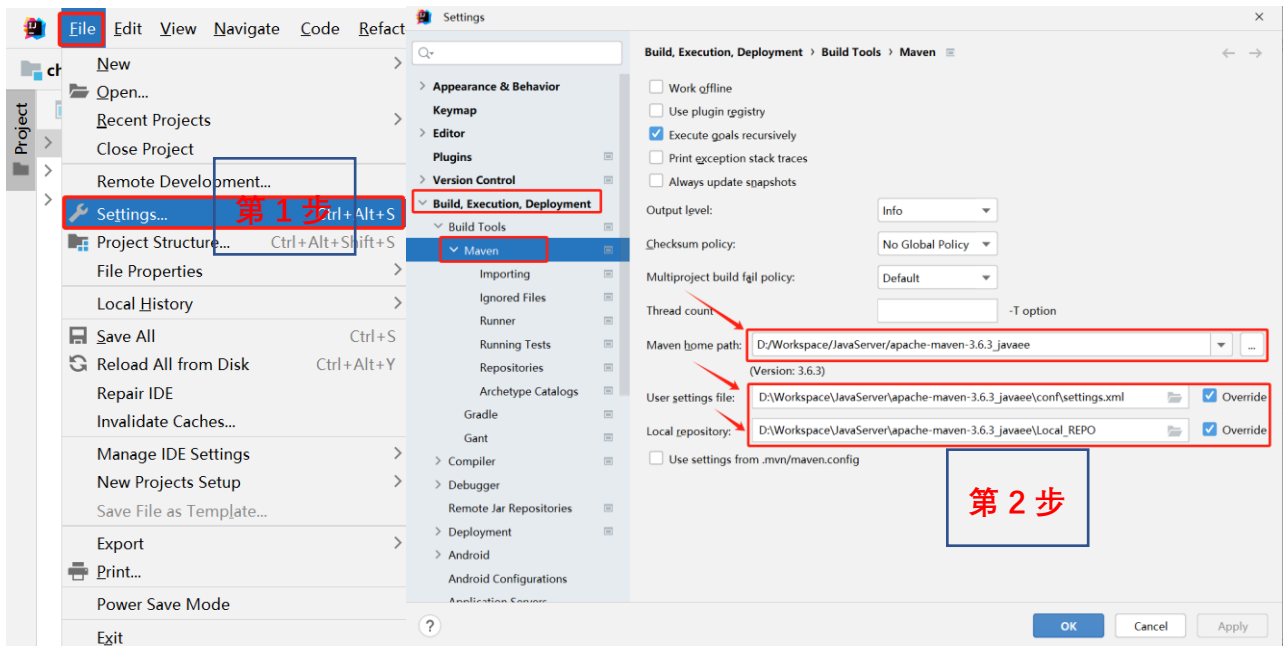 File Edit View Navigate Code Refact
ch
Project
New
Open...
Recent Projects
Close Project
Remote Development...
Settings... Ctrl+Alt+S
第 1 步
Project Structure... Ctrl+Alt+Shift+S
File Properties
Local History
Save All Ctrl+S
Reload All from Disk Ctrl+Alt+Y
Repair IDE
Invalidate Caches...
Manage IDE Settings
New Projects Setup
Save File as Template...
Export
Print...
Power Save Mode
Exit
Settings
Appearance & Behavior
Keymap
Editor
Plugins
Version Control
Build, Execution, Deployment
Build Tools
Maven
Importing
Ignored Files
Runner
Running Tests
Repositories
Archetype Catalogs
Gradle
Gant
Compiler
Debugger
Remote Jar Repositories
Deployment
Android
Android Configurations
Application Servers
Build, Execution, Deployment › Build Tools › Maven
Work offline
Use plugin registry
Execute goals recursively
Print exception stack traces
Always update snapshots
Output level: Info
Checksum policy: No Global Policy
Multiproject build fail policy: Default
Thread count -T option
Maven home path: D:/Workspace/JavaServer/apache-maven-3.6.3_javaee ...
(Version: 3.6.3)
User settings file: D:\Workspace\JavaServer\apache-maven-3.6.3_javaee\conf\settings.xml Override
Local repository: D:\Workspace\JavaServer\apache-maven-3.6.3_javaee\Local_REPO Override
Use settings from .mvn/maven.config
第 2 步
? OK Cancel Apply